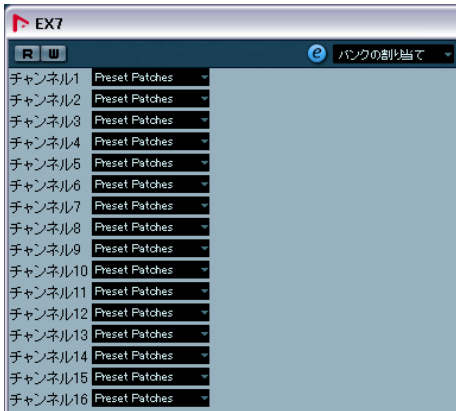 EX7
R W e バンクの割り当て
チャンネル1 Preset Patches
チャンネル2 Preset Patches
チャンネル3 Preset Patches
チャンネル4 Preset Patches
チャンネル5 Preset Patches
チャンネル6 Preset Patches
チャンネル7 Preset Patches
チャンネル8 Preset Patches
チャンネル9 Preset Patches
チャンネル10 Preset Patches
チャンネル11 Preset Patches
チャンネル12 Preset Patches
チャンネル13 Preset Patches
チャンネル14 Preset Patches
チャンネル15 Preset Patches
チャンネル16 Preset Patches